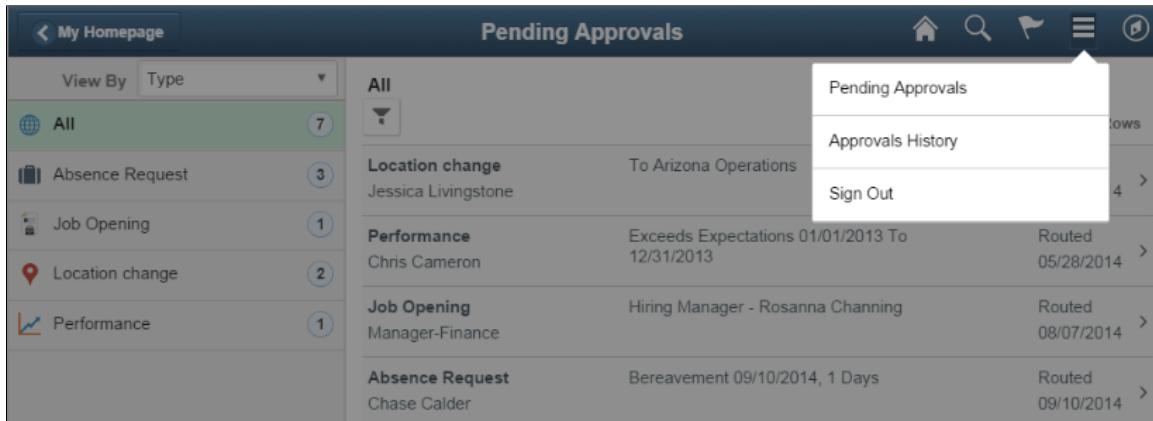 My Homepage
Pending Approvals
View By Type
All 7
Absence Request 3
Job Opening 1
Location change 2
Performance 1
All
Pending Approvals
Approvals History
Sign Out
Location change To Arizona Operations
Jessica Livingstone 4
Performance Exceeds Expectations 01/01/2013 To Routed
Chris Cameron 12/31/2013 05/28/2014
Job Opening Hiring Manager - Rosanna Channing Routed
Manager-Finance 08/07/2014
Absence Request Bereavement 09/10/2014, 1 Days Routed
Chase Calder 09/10/2014